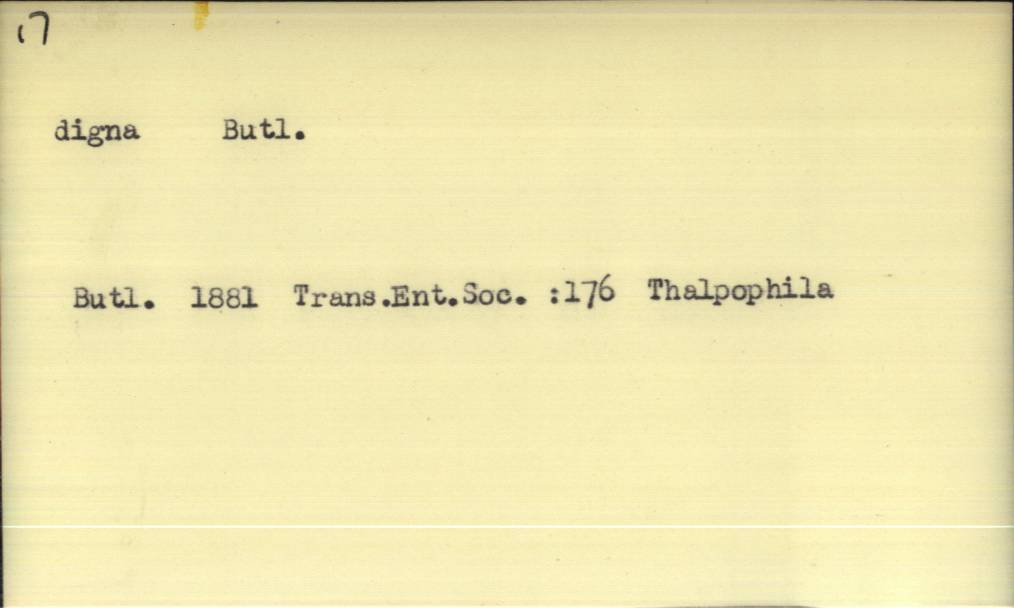 17
digna Butl.
Butl. 1881 Trans.Ent.Soc. :176 Thalpophila